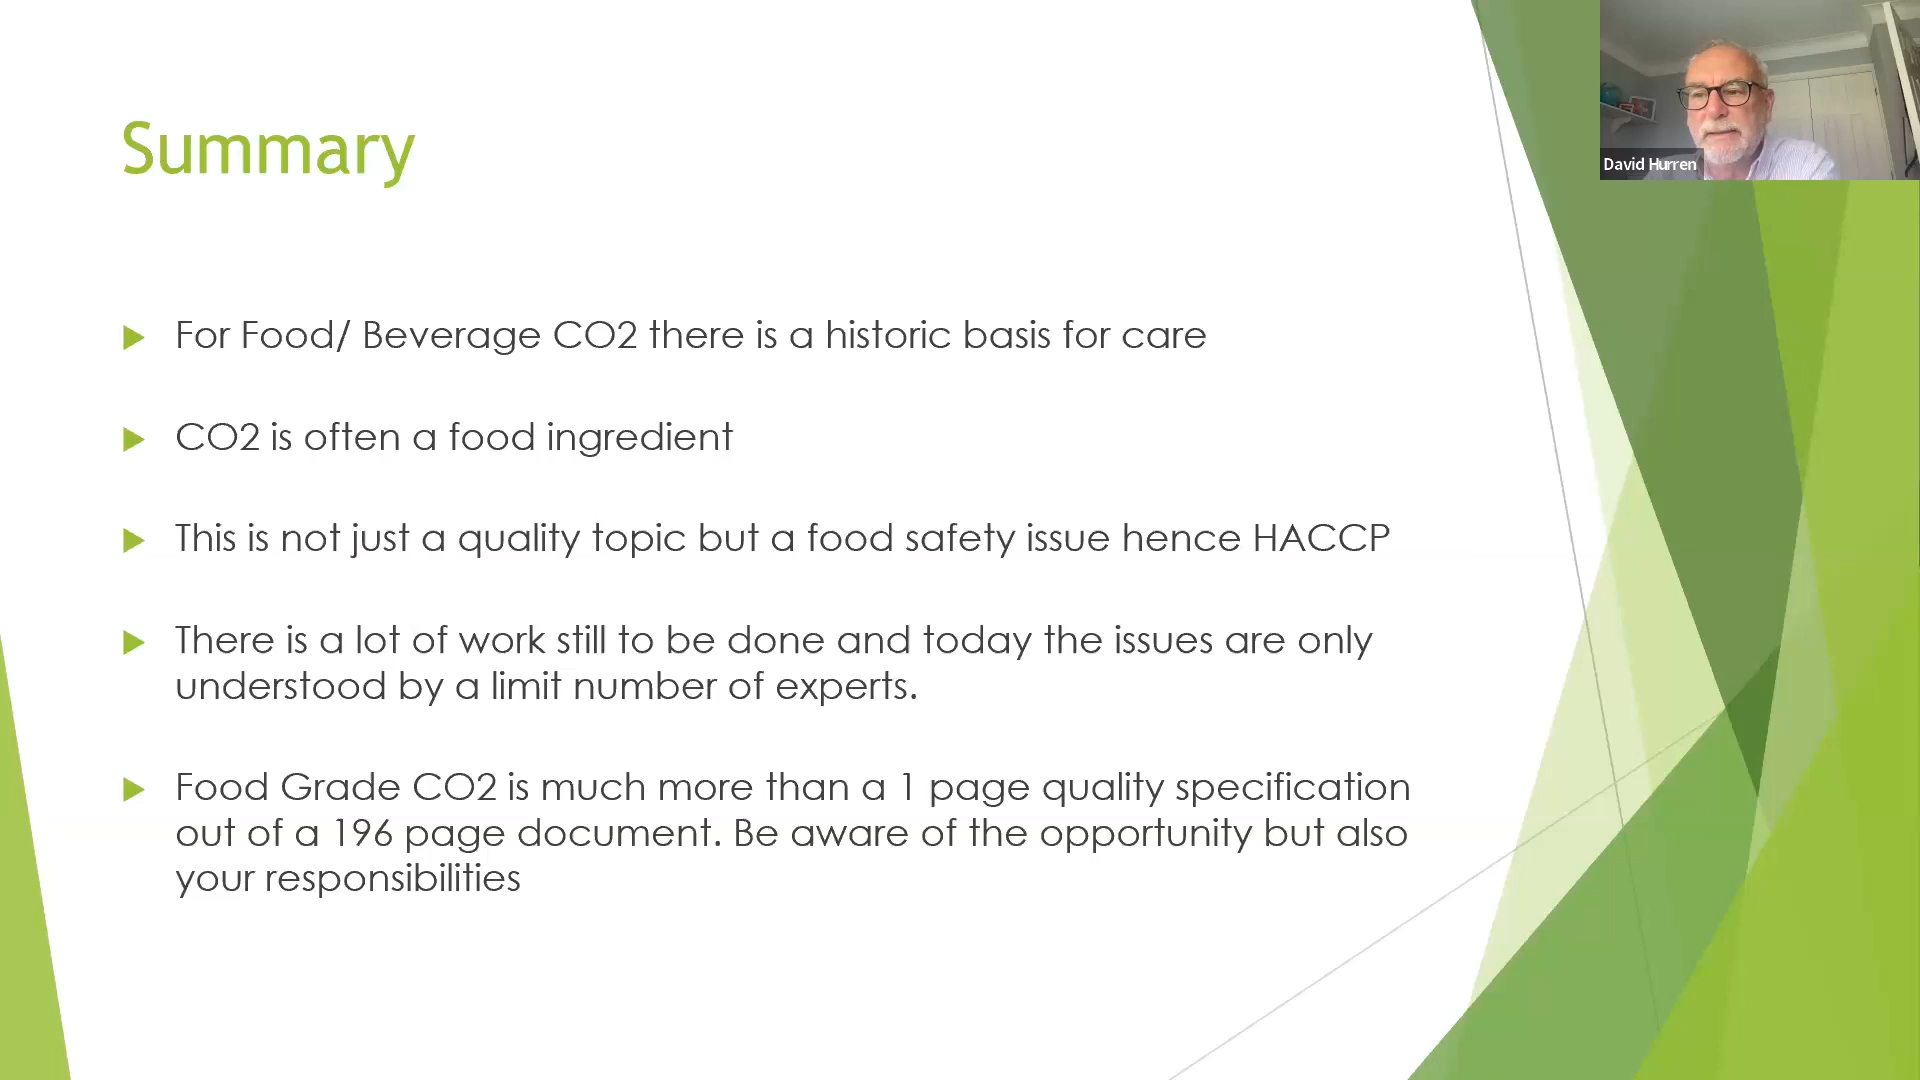 Summary
David Hurren
For Food/ Beverage CO2 there is a historic basis for care
CO2 is often a food ingredient
This is not just a quality topic but a food safety issue hence HACCP
There is a lot of work still to be done and today the issues are only
understood by a limit number of experts.
Food Grade CO2 is much more than a 1 page quality specification
out of a 196 page document. Be aware of the opportunity but also
your responsibilities